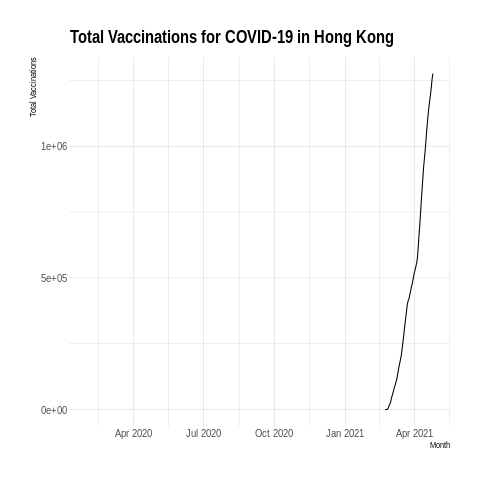 Total Vaccinations for COVID-19 in Hong Kong
Total Vaccinations
1e+06
5e+05
0e+00
Apr 2020 Jul 2020 Oct 2020 Jan 2021 Apr 2021
Month